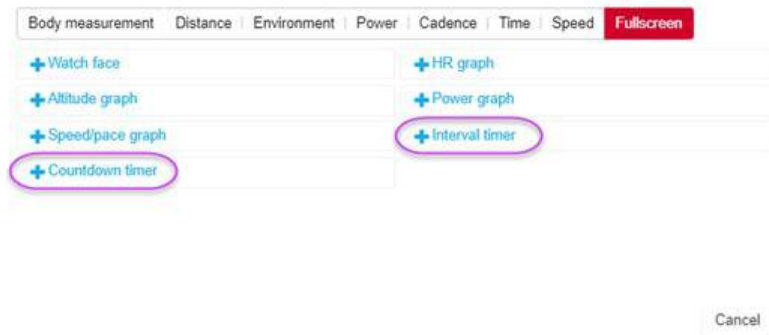 Body measurement Distance Environment Power Cadence Time Speed Fullscreen
Watch face HR graph
Altitude graph Power graph
Speed/pace graph Interval timer
Countdown timer
Cancel